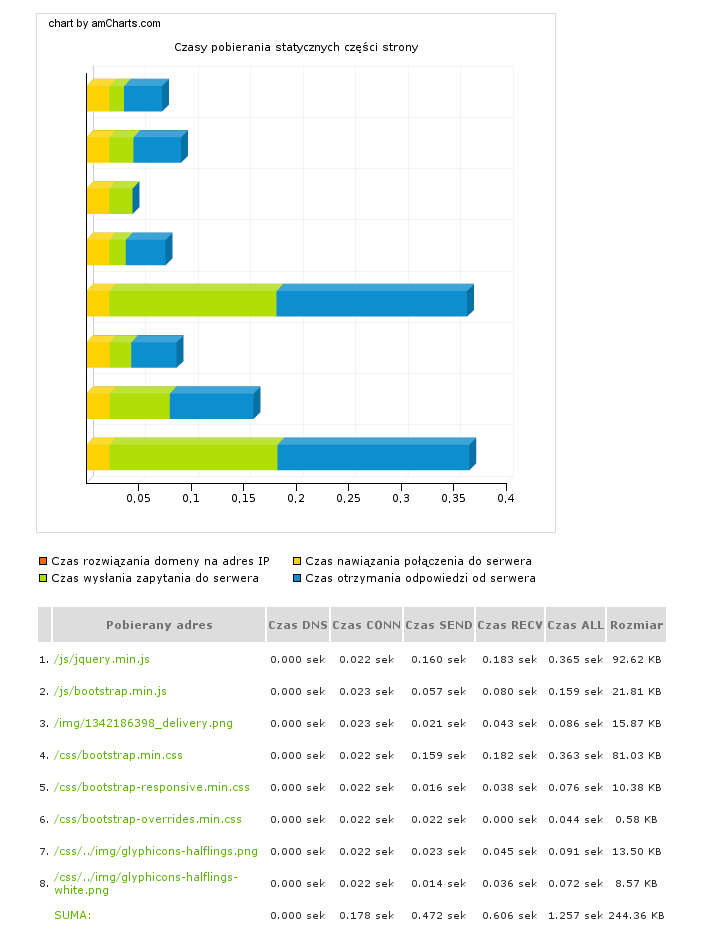 chart by amCharts.com
Czasy pobierania statycznych części strony
0,05 0,1 0,15 0,2 0,25 0,3 0,35 0,4
Czas rozwiązania domeny na adres IP Czas nawiązania połączenia do serwera
Czas wysłania zapytania do serwera Czas otrzymania odpowiedzi od serwera
Pobierany adres Czas DNS Czas CONN Czas SEND Czas RECV Czas ALL Rozmiar
1. /js/jquery.min.js 0.000 sek 0.022 sek 0.160 sek 0.183 sek 0.365 sek 92.62 KB
2. /js/bootstrap.min.js 0.000 sek 0.023 sek 0.057 sek 0.080 sek 0.159 sek 21.81 KB
3. /img/1342186398_delivery.png 0.000 sek 0.023 sek 0.021 sek 0.043 sek 0.086 sek 15.87 KB
4. /css/bootstrap.min.css 0.000 sek 0.022 sek 0.159 sek 0.182 sek 0.363 sek 81.03 KB
5. /css/bootstrap-responsive.min.css 0.000 sek 0.022 sek 0.016 sek 0.038 sek 0.076 sek 10.38 KB
6. /css/bootstrap-overrides.min.css 0.000 sek 0.022 sek 0.022 sek 0.000 sek 0.044 sek 0.58 KB
7. /css/../img/glyphicons-halflings.png 0.000 sek 0.022 sek 0.023 sek 0.045 sek 0.091 sek 13.50 KB
8. /css/../img/glyphicons-halflings-
white.png 0.000 sek 0.022 sek 0.014 sek 0.036 sek 0.072 sek 8.57 KB
SUMA: 0.000 sek 0.178 sek 0.472 sek 0.606 sek 1.257 sek 244.36 KB